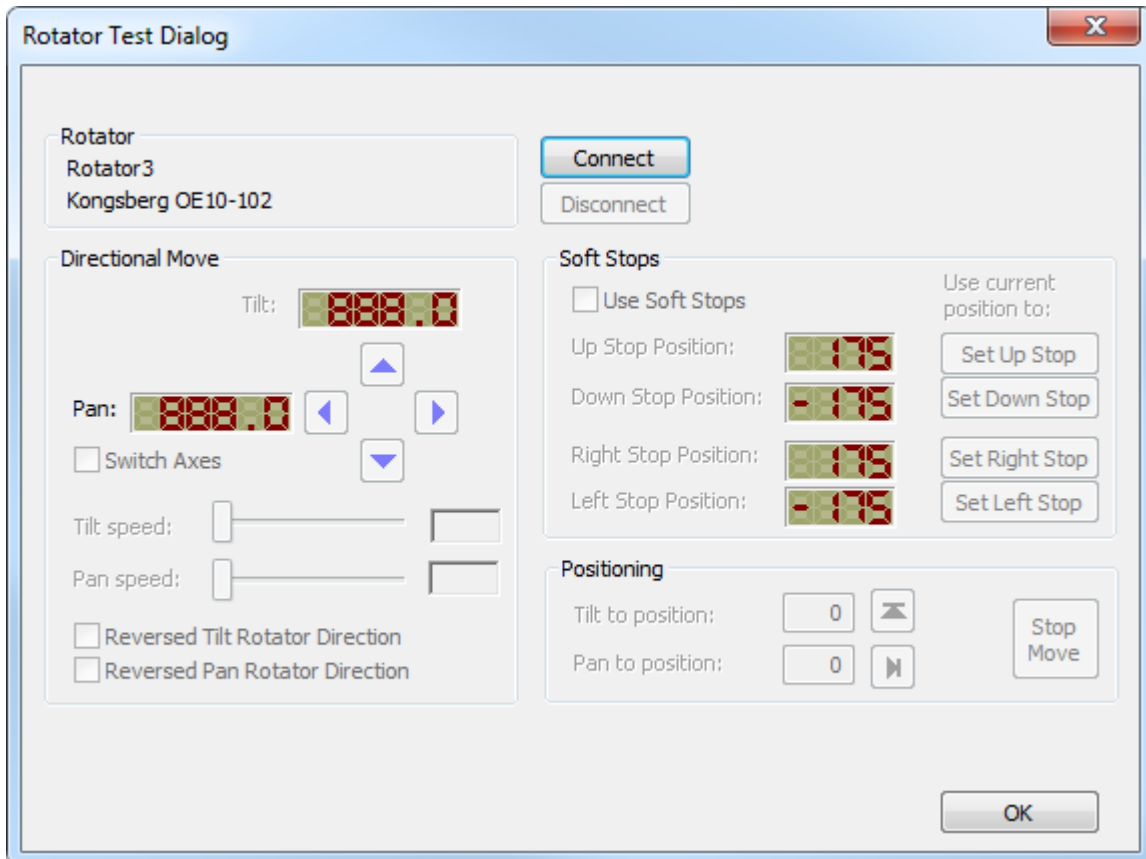 Rotator Test Dialog
Rotator
Rotator3
Kongsberg OE10-102
Connect
Disconnect
Directional Move
Tilt: 888.0
Pan: 888.0
Switch Axes
Tilt speed:
Pan speed:
Reversed Tilt Rotator Direction
Reversed Pan Rotator Direction
Soft Stops
Use Soft Stops
Use current
position to:
Up Stop Position: 175 Set Up Stop
Down Stop Position: -175 Set Down Stop
Right Stop Position: 175 Set Right Stop
Left Stop Position: -175 Set Left Stop
Positioning
Tilt to position: 0
Pan to position: 0
Stop
Move
OK